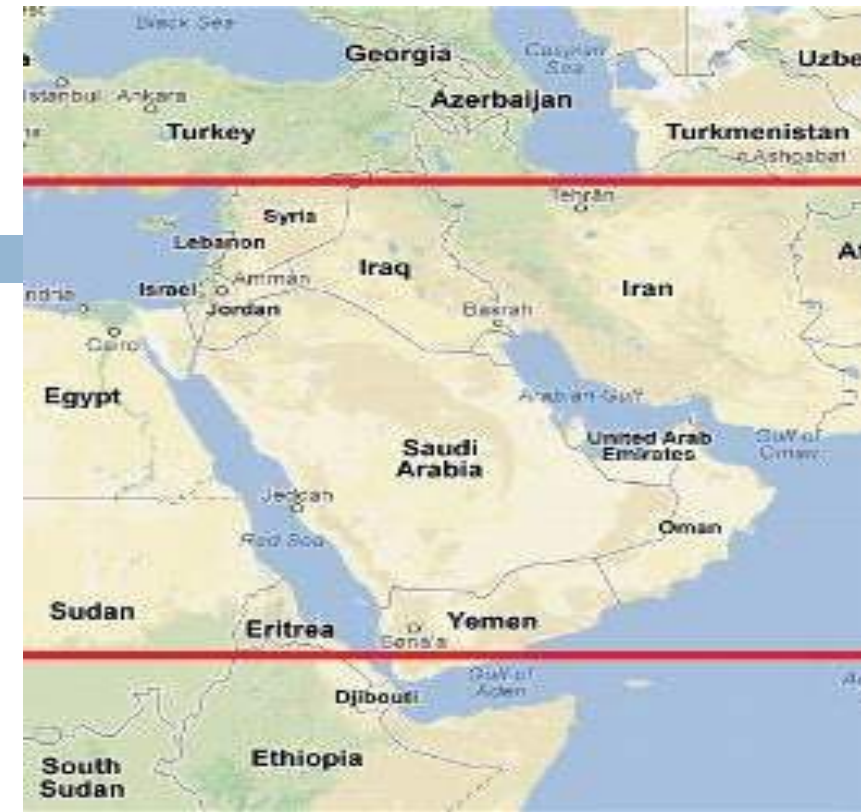 Black Sea
Georgia
Caspian
Sea
Uzbe
Istanbul
Ankara
Azerbaijan
Turkey
Turkmenistan
Ashgabat
Tehran
Syria
Lebanon
Iraq
Iran
Israel
Amman
Jordan
Basrah
Cairo
Egypt
Arabian Gulf
Saudi
Arabia
United Arab
Emirates
Gulf of
Oman
Jeddah
Oman
Red Sea
Sudan
Eritrea
Yemen
Sana'a
Gulf of
Aden
Djibouti
Ethiopia
South
Sudan